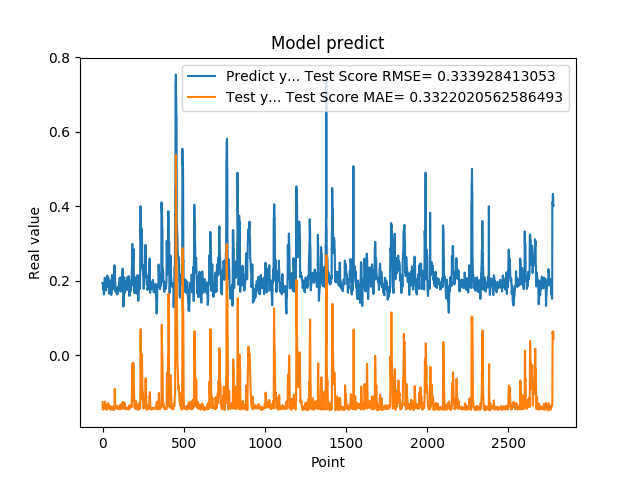 Model predict
Predict y... Test Score RMSE= 0.333928413053
Test y... Test Score MAE= 0.3322020562586493
0.8
0.6
0.4
0.2
0.0
Real value
0 500 1000 1500 2000 2500
Point